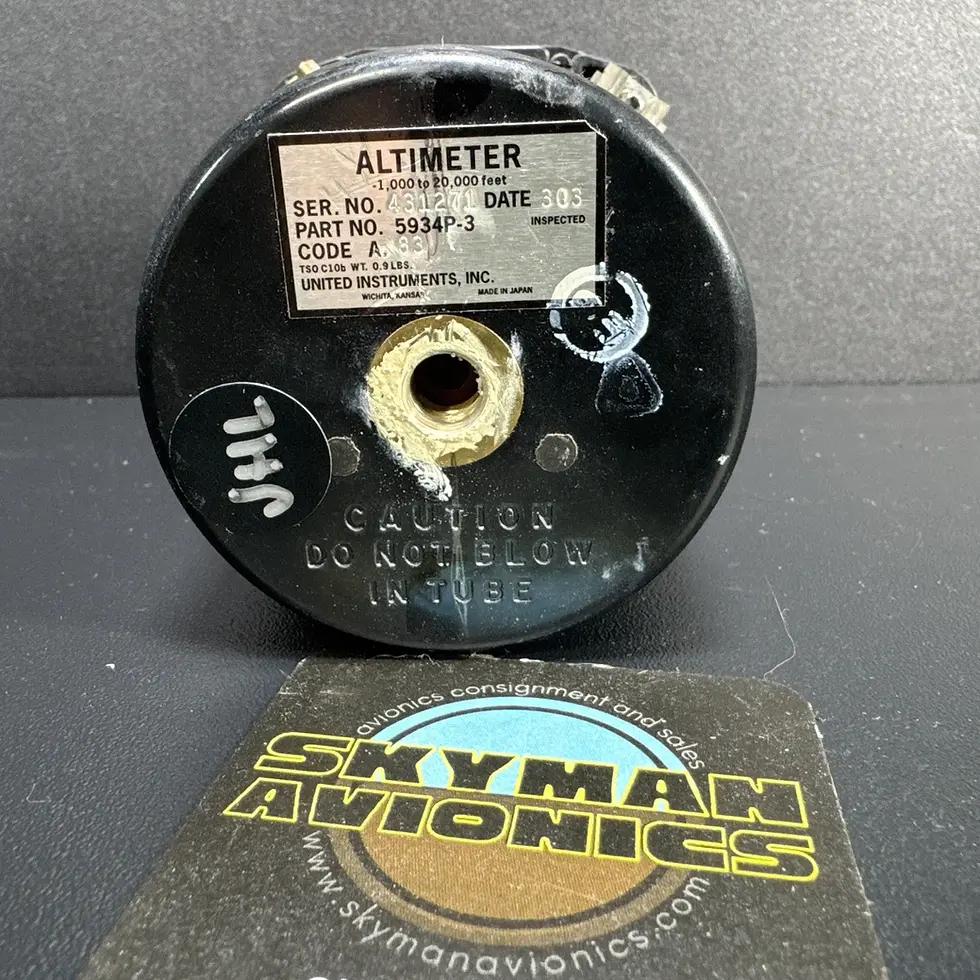 ALTIMETER
-1,000 to 20,000 feet
SER. NO. 431271 DATE 303
PART NO. 5934P-3 INSPECTED
CODE A.83
TSO C10b WT. 0.9 LBS.
UNITED INSTRUMENTS, INC.
WICHITA, KANSAS MADE IN JAPAN
JHL
CAUTION
DO NOT BLOW
IN TUBE
avionics consignment and sales
SKYMAN
AVIONICS
www.skymanavionics.com